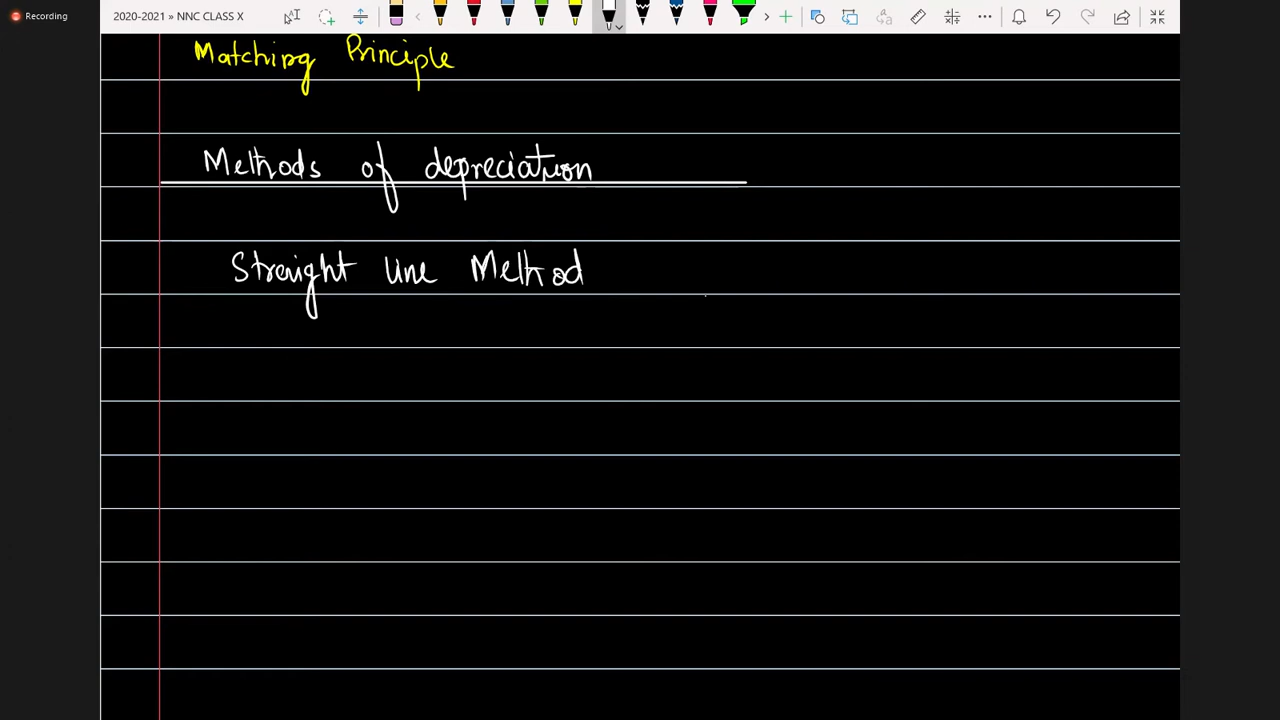 Recording
2020-2021 » NNC CLASS X
Matching Principle
Methods of depreciation
Straight Line Method